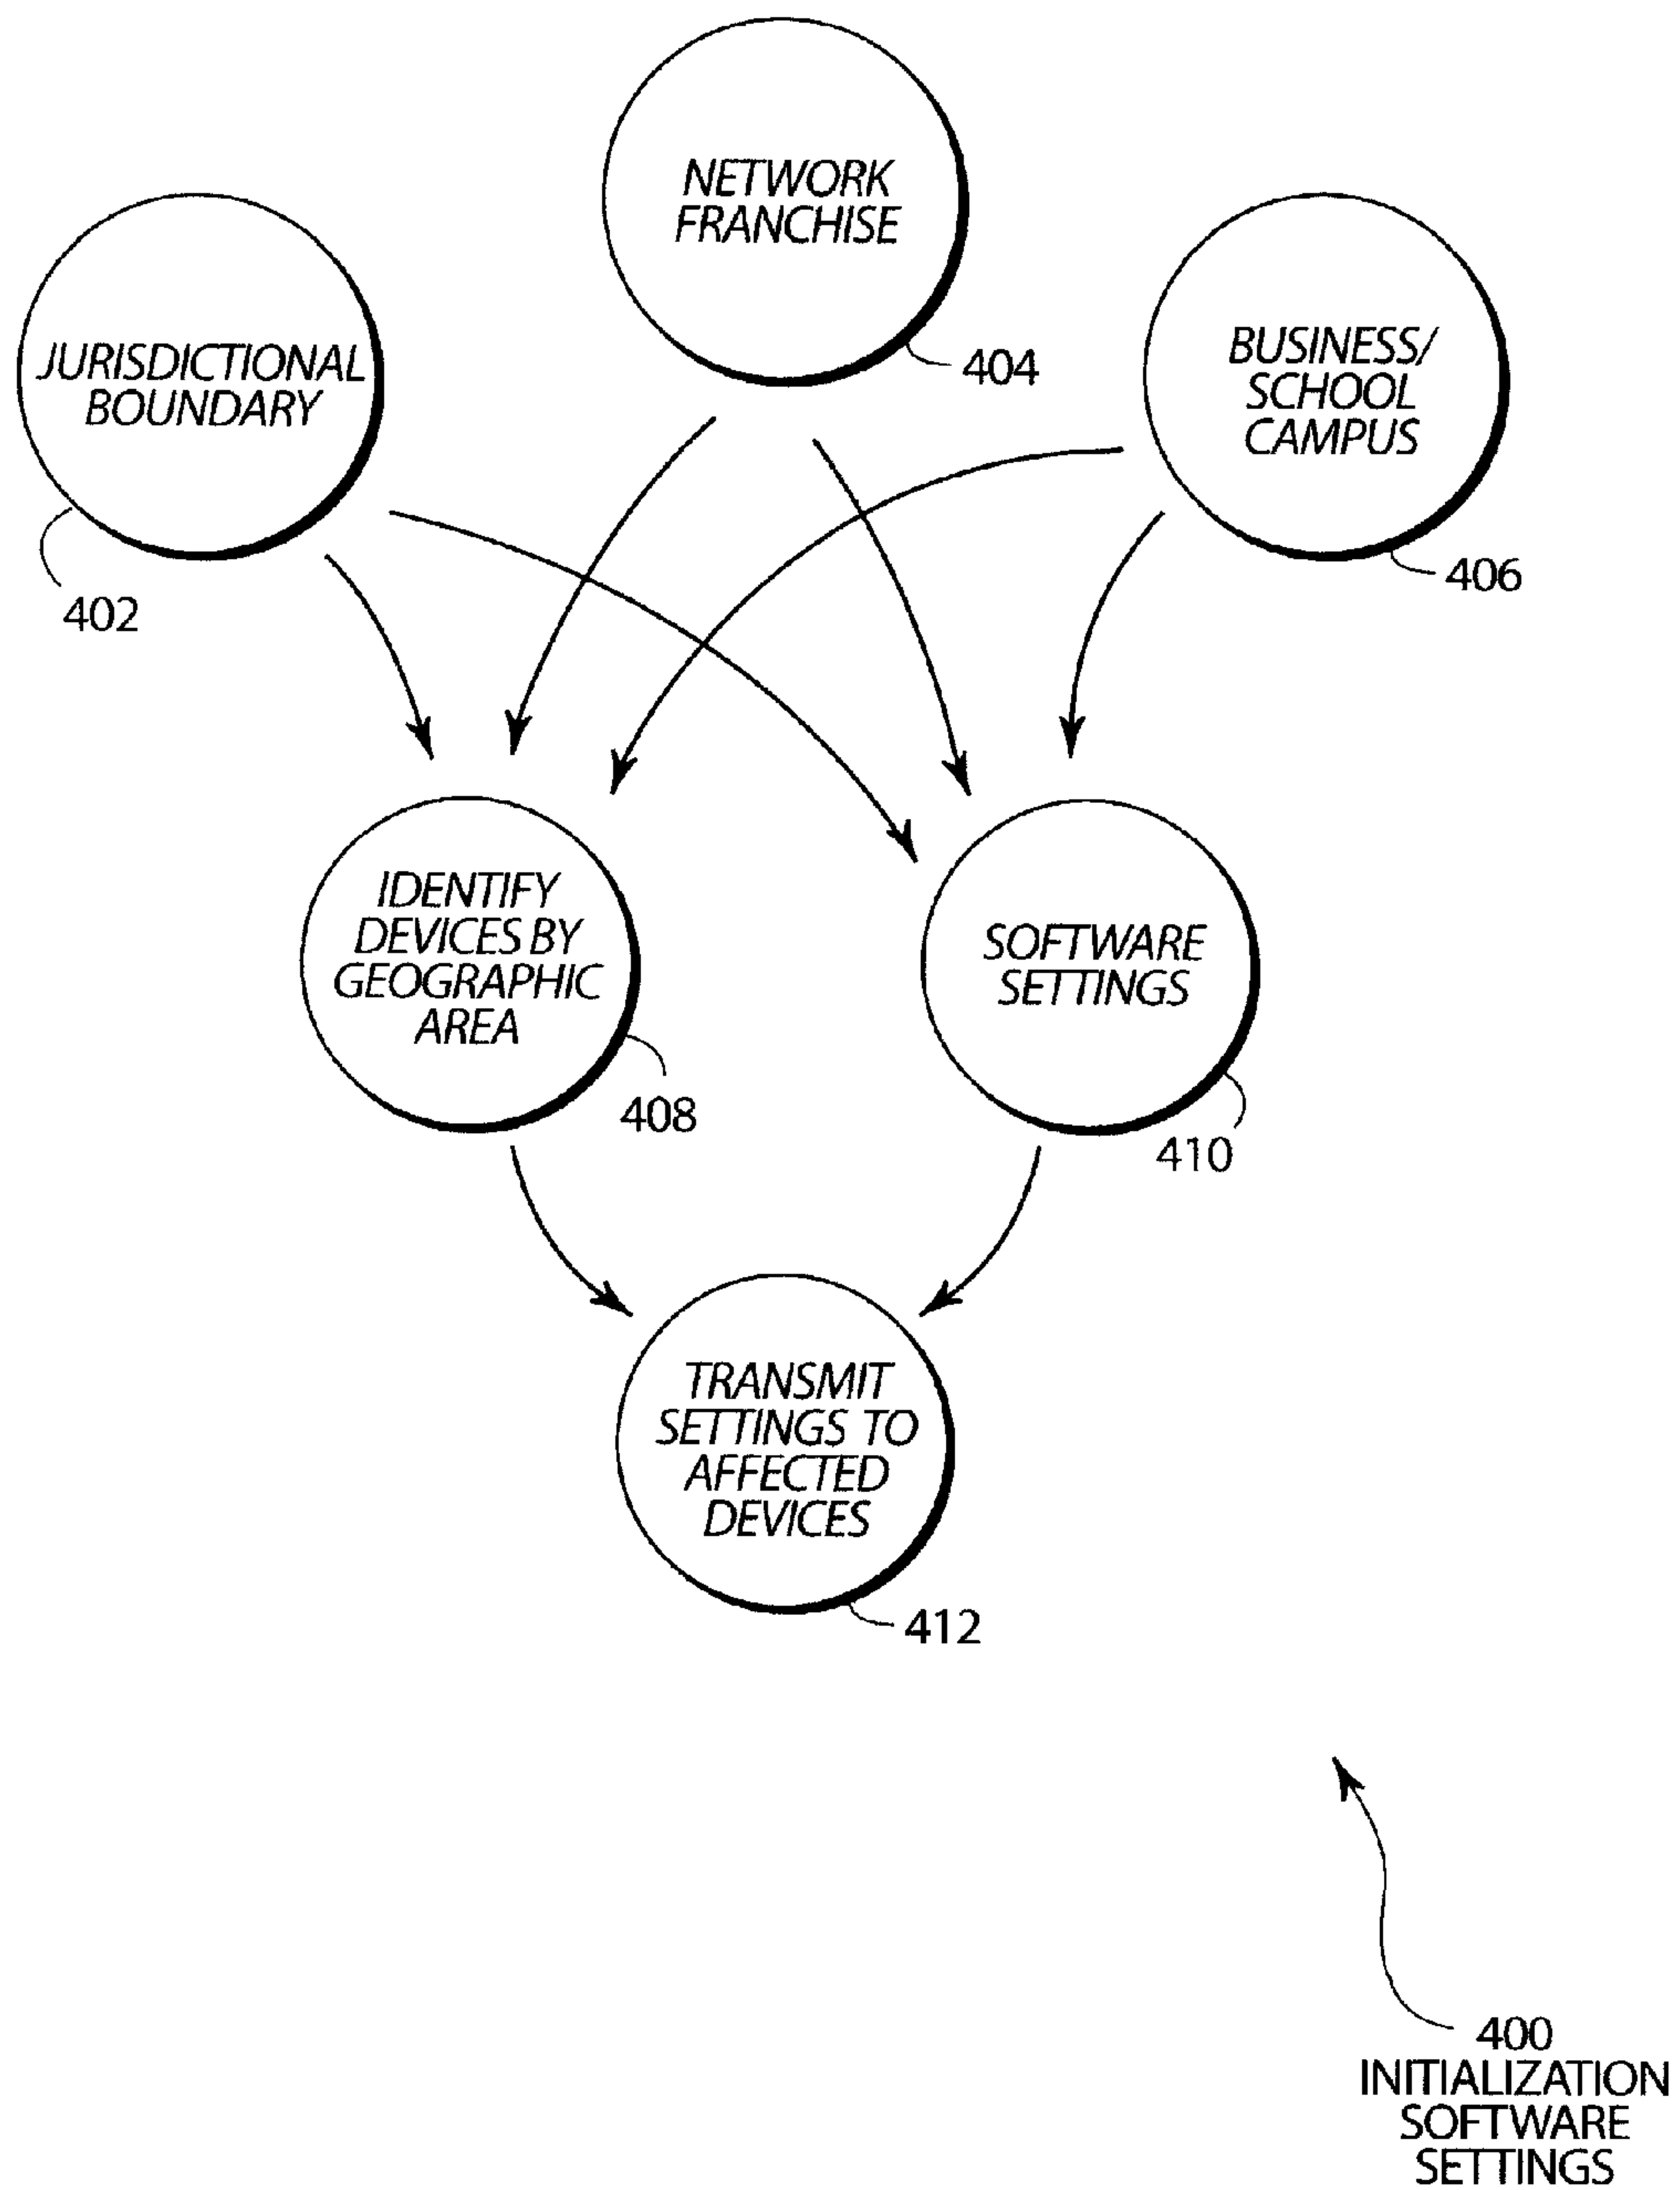 NETWORK
FRANCHISE
404
JURISDICTIONAL
BOUNDARY
402
BUSINESS/
SCHOOL
CAMPUS
406
IDENTIFY
DEVICES BY
GEOGRAPHIC
AREA
408
SOFTWARE
SETTINGS
410
TRANSMIT
SETTINGS TO
AFFECTED
DEVICES
412
400
INITIALIZATION
SOFTWARE
SETTINGS